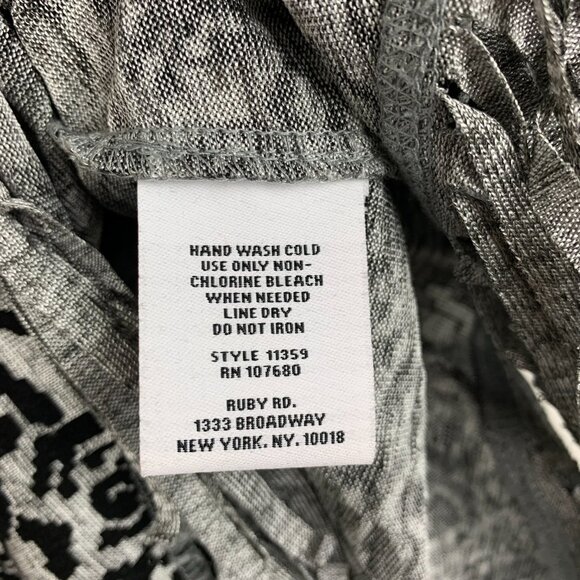 HAND WASH COLD
USE ONLY NON-
CHLORINE BLEACH
WHEN NEEDED
LINE DRY
DO NOT IRON
STYLE 11359
RN 107680
RUBY RD.
1333 BROADWAY
NEW YORK. NY. 10018